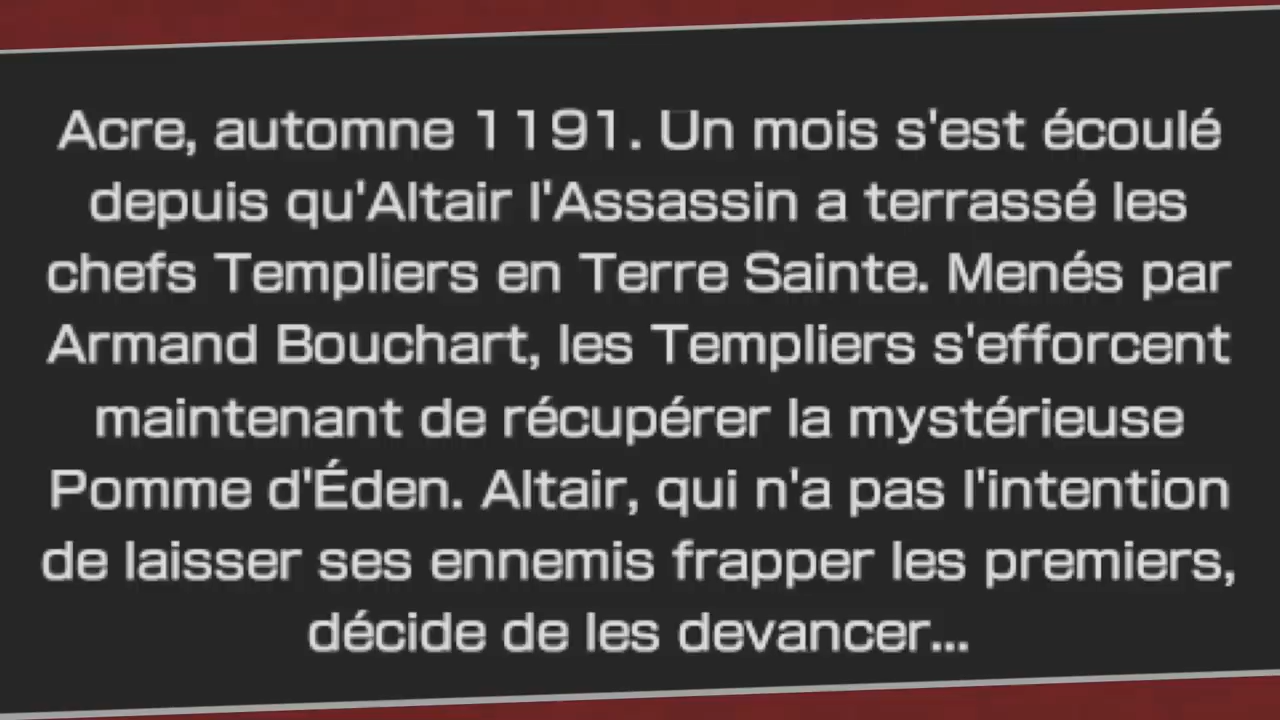 Acre, automne 1191. Un mois s'est écoulé
depuis qu'Altair l'Assassin a terrassé les
chefs Templiers en Terre Sainte. Menés par
Armand Bouchart, les Templiers s'efforcent
maintenant de récupérer la mystérieuse
Pomme d'Éden. Altair, qui n'a pas l'intention
de laisser ses ennemis frapper les premiers,
décide de les devancer...